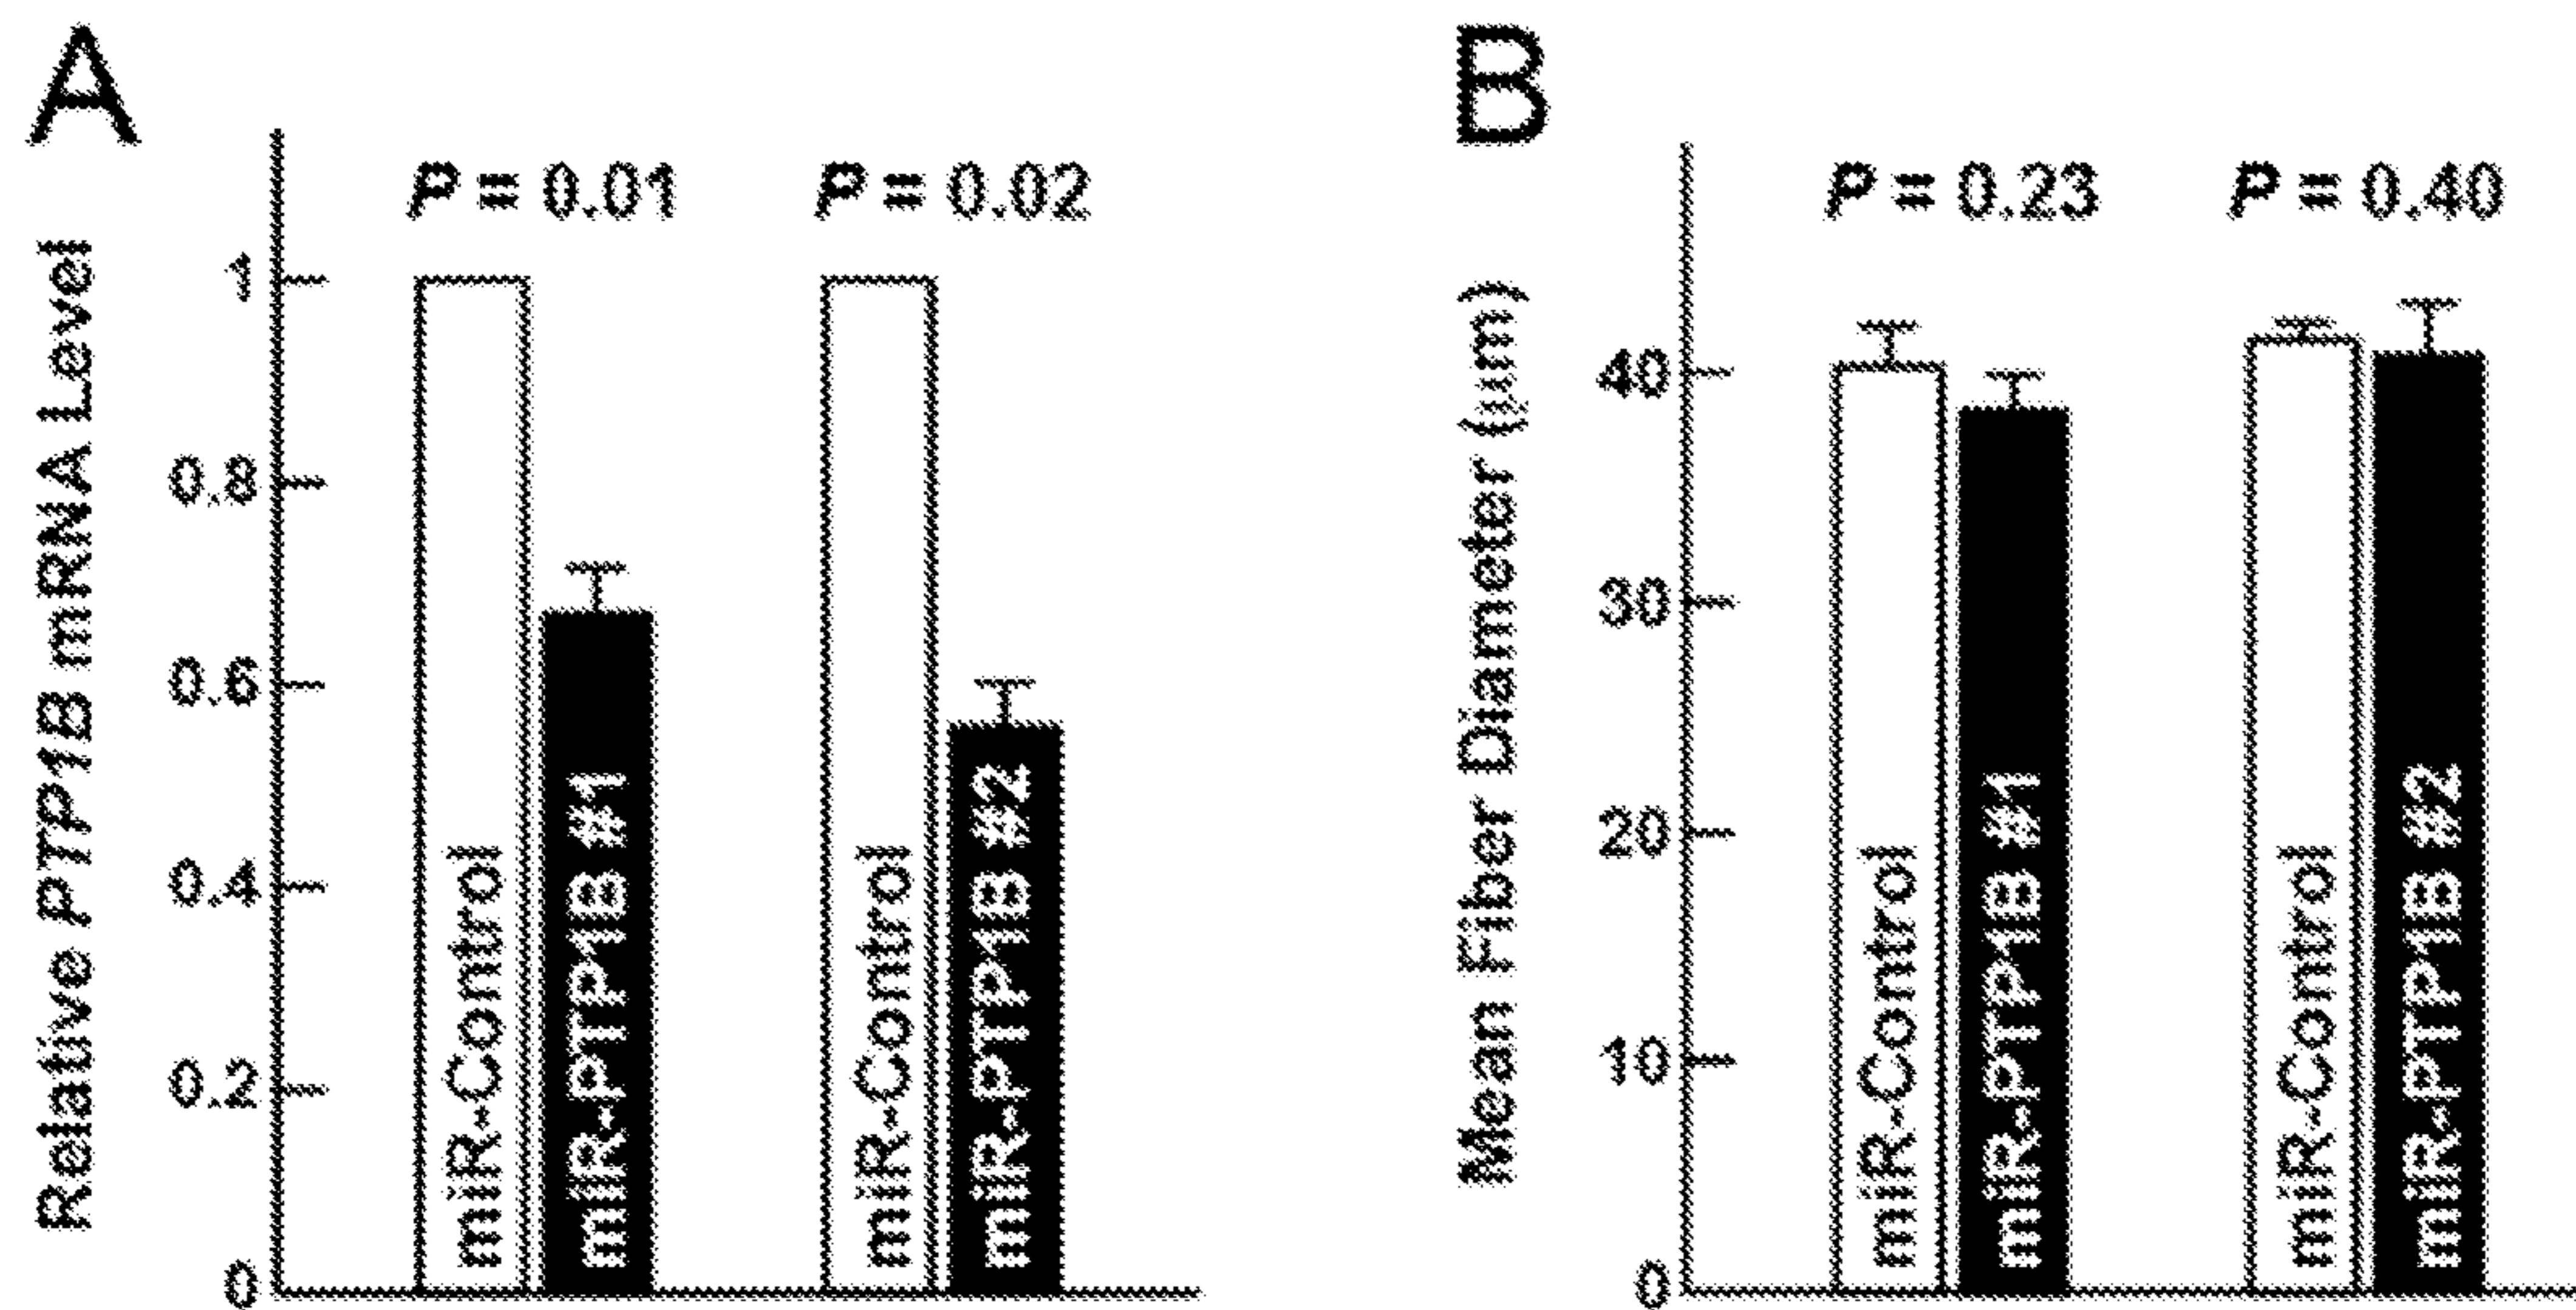 A
P = 0.01
P = 0.02
Relative PTP1B mRNA Level
1
0.8
0.6
0.4
0.2
0
miR-Control
miR-PTP1B #1
miR-Control
miR-PTP1B #2
B
P = 0.23
P = 0.40
Mean Fiber Diameter (μm)
40
30
20
10
0
miR-Control
miR-PTP1B #1
miR-Control
miR-PTP1B #2